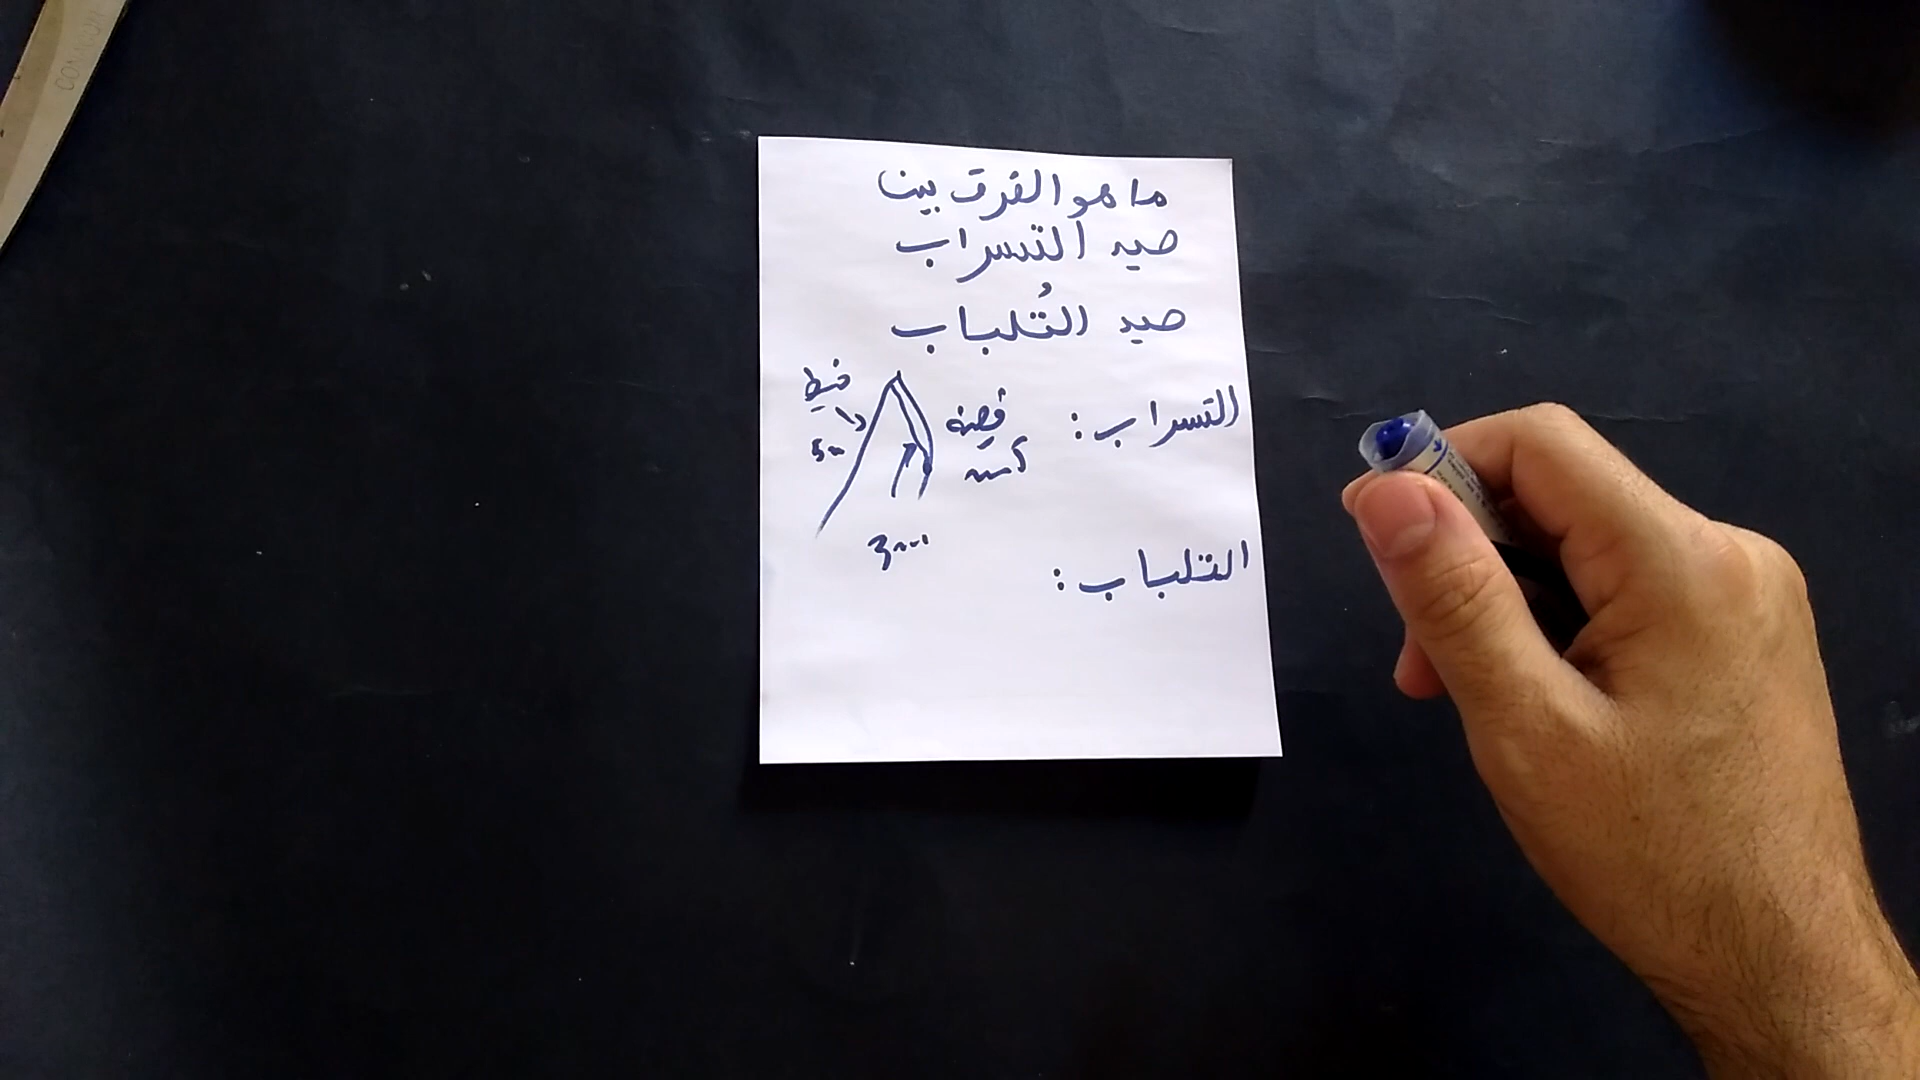 ما هو الفرق بين
صيد التسراب
صيد التُلباب
التسراب :
خيط
قصبة
5m
3m
التلباب :